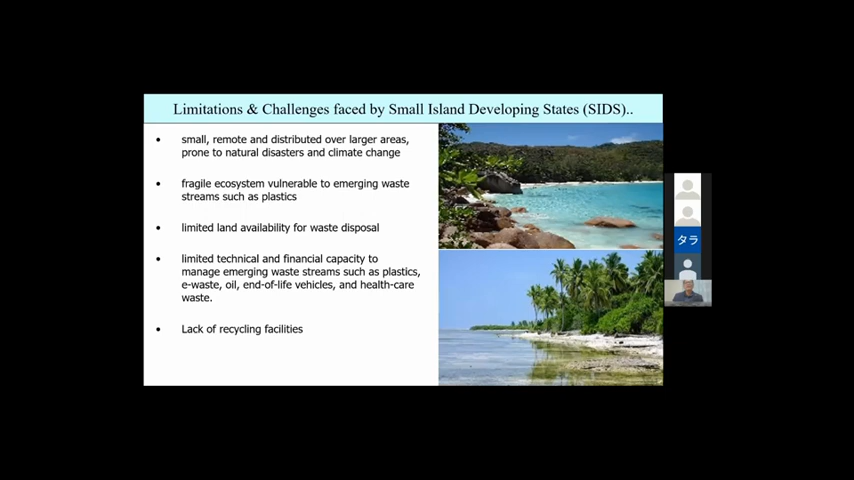 Limitations & Challenges faced by Small Island Developing States (SIDS)..
• small, remote and distributed over larger areas,
prone to natural disasters and climate change
• fragile ecosystem vulnerable to emerging waste
streams such as plastics
• limited land availability for waste disposal
• limited technical and financial capacity to
manage emerging waste streams such as plastics,
e-waste, oil, end-of-life vehicles, and health-care
waste.
• Lack of recycling facilities
タラ